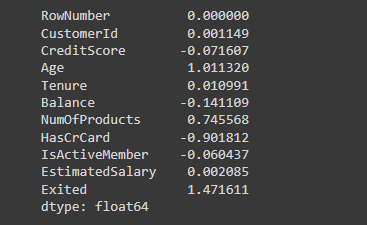 RowNumber 0.000000
CustomerId 0.001149
CreditScore -0.071607
Age 1.011320
Tenure 0.010991
Balance -0.141109
NumOfProducts 0.745568
HasCrCard -0.901812
IsActiveMember -0.060437
EstimatedSalary 0.002085
Exited 1.471611
dtype: float64